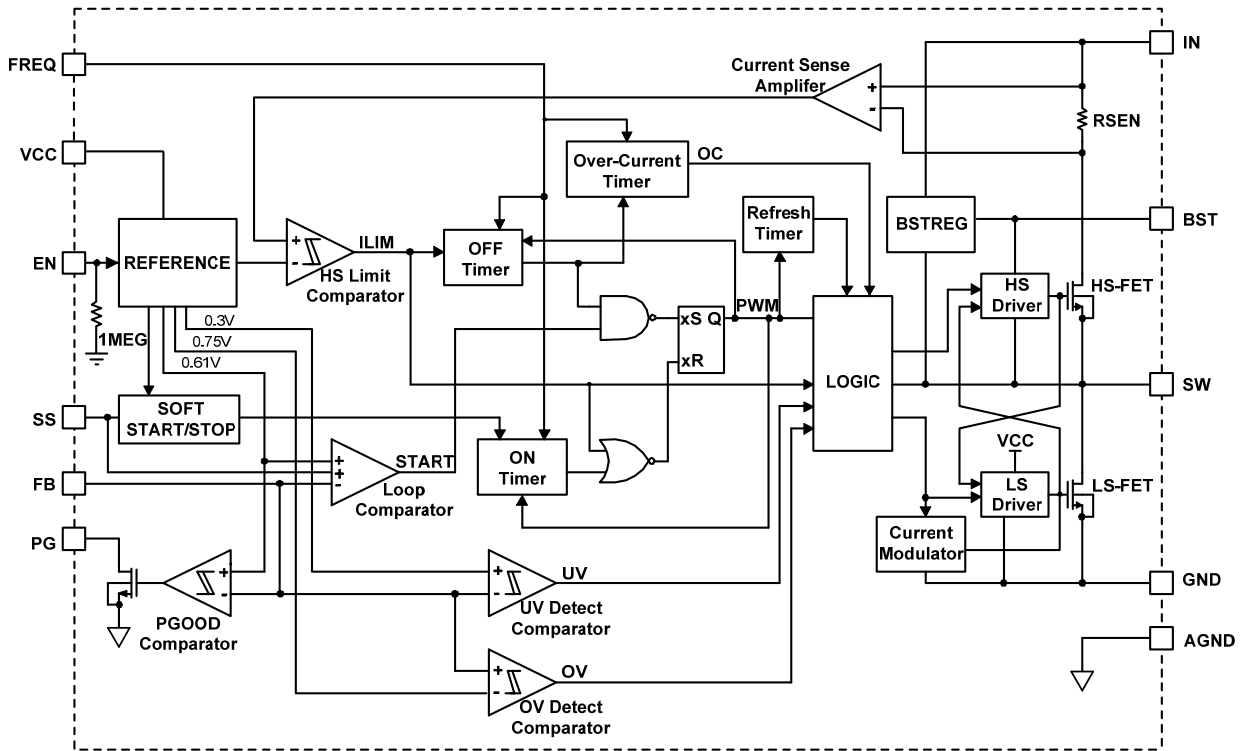 IN
FREQ
Current Sense
Amplifer
+
-
RSEN
VCC
Over-Current
Timer
OC
Refresh
Timer
BSTREG
BST
EN
REFERENCE
+
-
ILIM
HS Limit
Comparator
OFF
Timer
HS
Driver
HS-FET
1MEG
0.3V
0.75V
0.61V
xS Q
xR
PWM
LOGIC
SW
SS
SOFT
START/STOP
VCC
FB
+
+
-
START
Loop
Comparator
ON
Timer
LS
Driver
LS-FET
PG
Current
Modulator
+
-
PGOOD
Comparator
+
-
UV
UV Detect
Comparator
GND
AGND
+
-
OV
OV Detect
Comparator